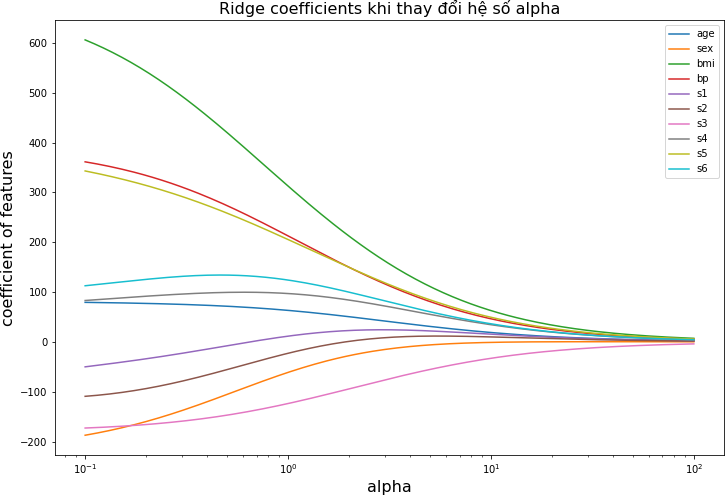 Ridge coefficients khi thay đổi hệ số alpha
coefficient of features
600
500
400
300
200
100
0
−100
−200
age
sex
bmi
bp
s1
s2
s3
s4
s5
s6
10⁻¹
10⁰
10¹
10²
alpha